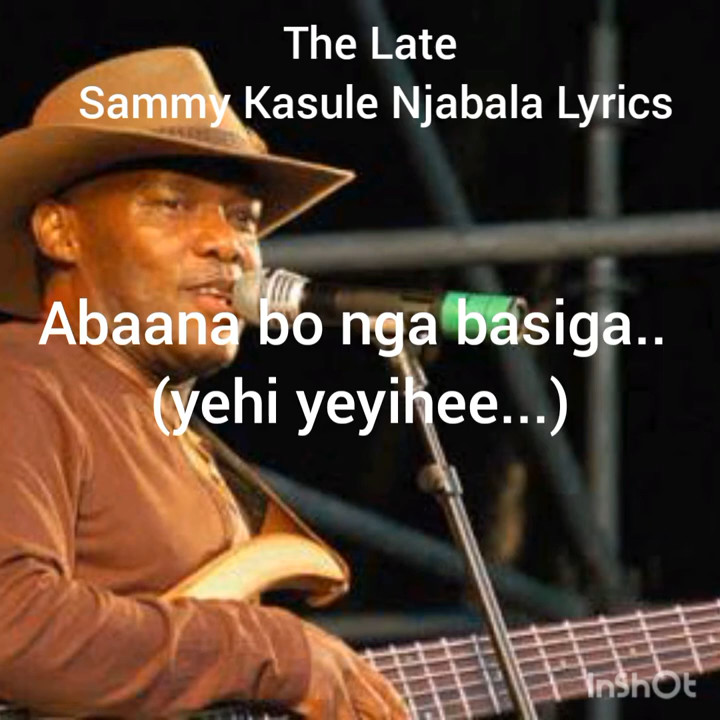 The Late
Sammy Kasule Njabala Lyrics
Abaana bo nga basiga..
(yehi yeyihee...)
InShOt